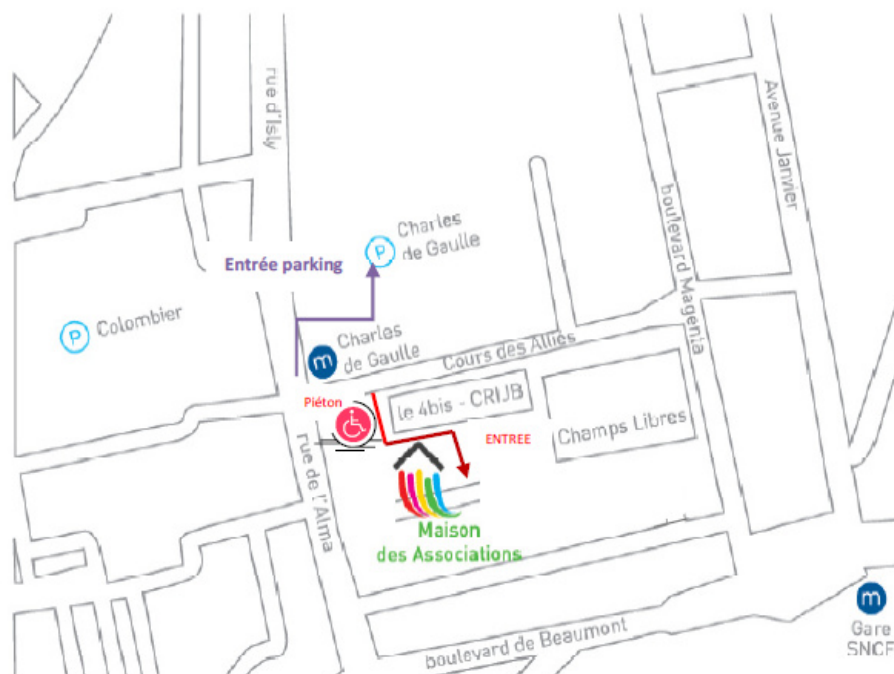 rue d'Isly
Avenue Janvier
boulevard Magenta
Charles
de Gaulle
P
Entrée parking
P
Colombier
m
Charles
de Gaulle
Cours des Alliés
Piéton
le 4bis - CRIJB
ENTREE
Champs Libres
rue de l'Alma
Maison
des Associations
m
Gare
SNCF
boulevard de Beaumont